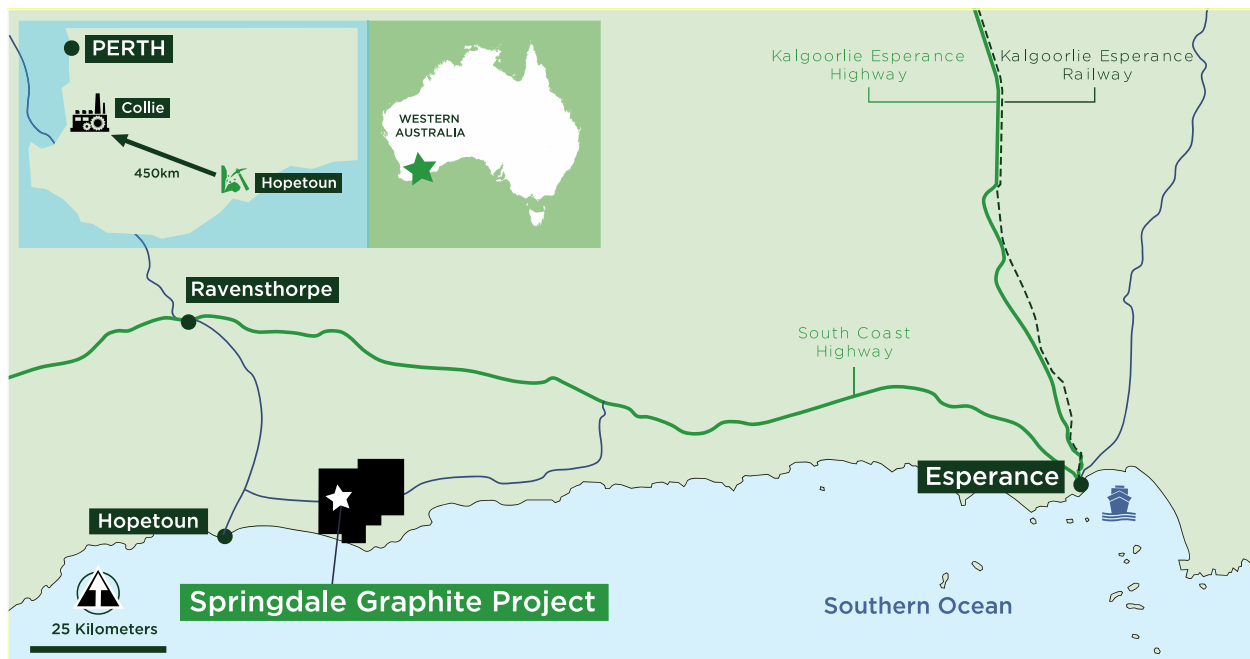 PERTH
Collie
450km
Hopetoun
WESTERN
AUSTRALIA
Kalgoorlie Esperance
Highway
Kalgoorlie Esperance
Railway
Ravensthorpe
South Coast
Highway
Esperance
Hopetoun
Springdale Graphite Project
Southern Ocean
25 Kilometers